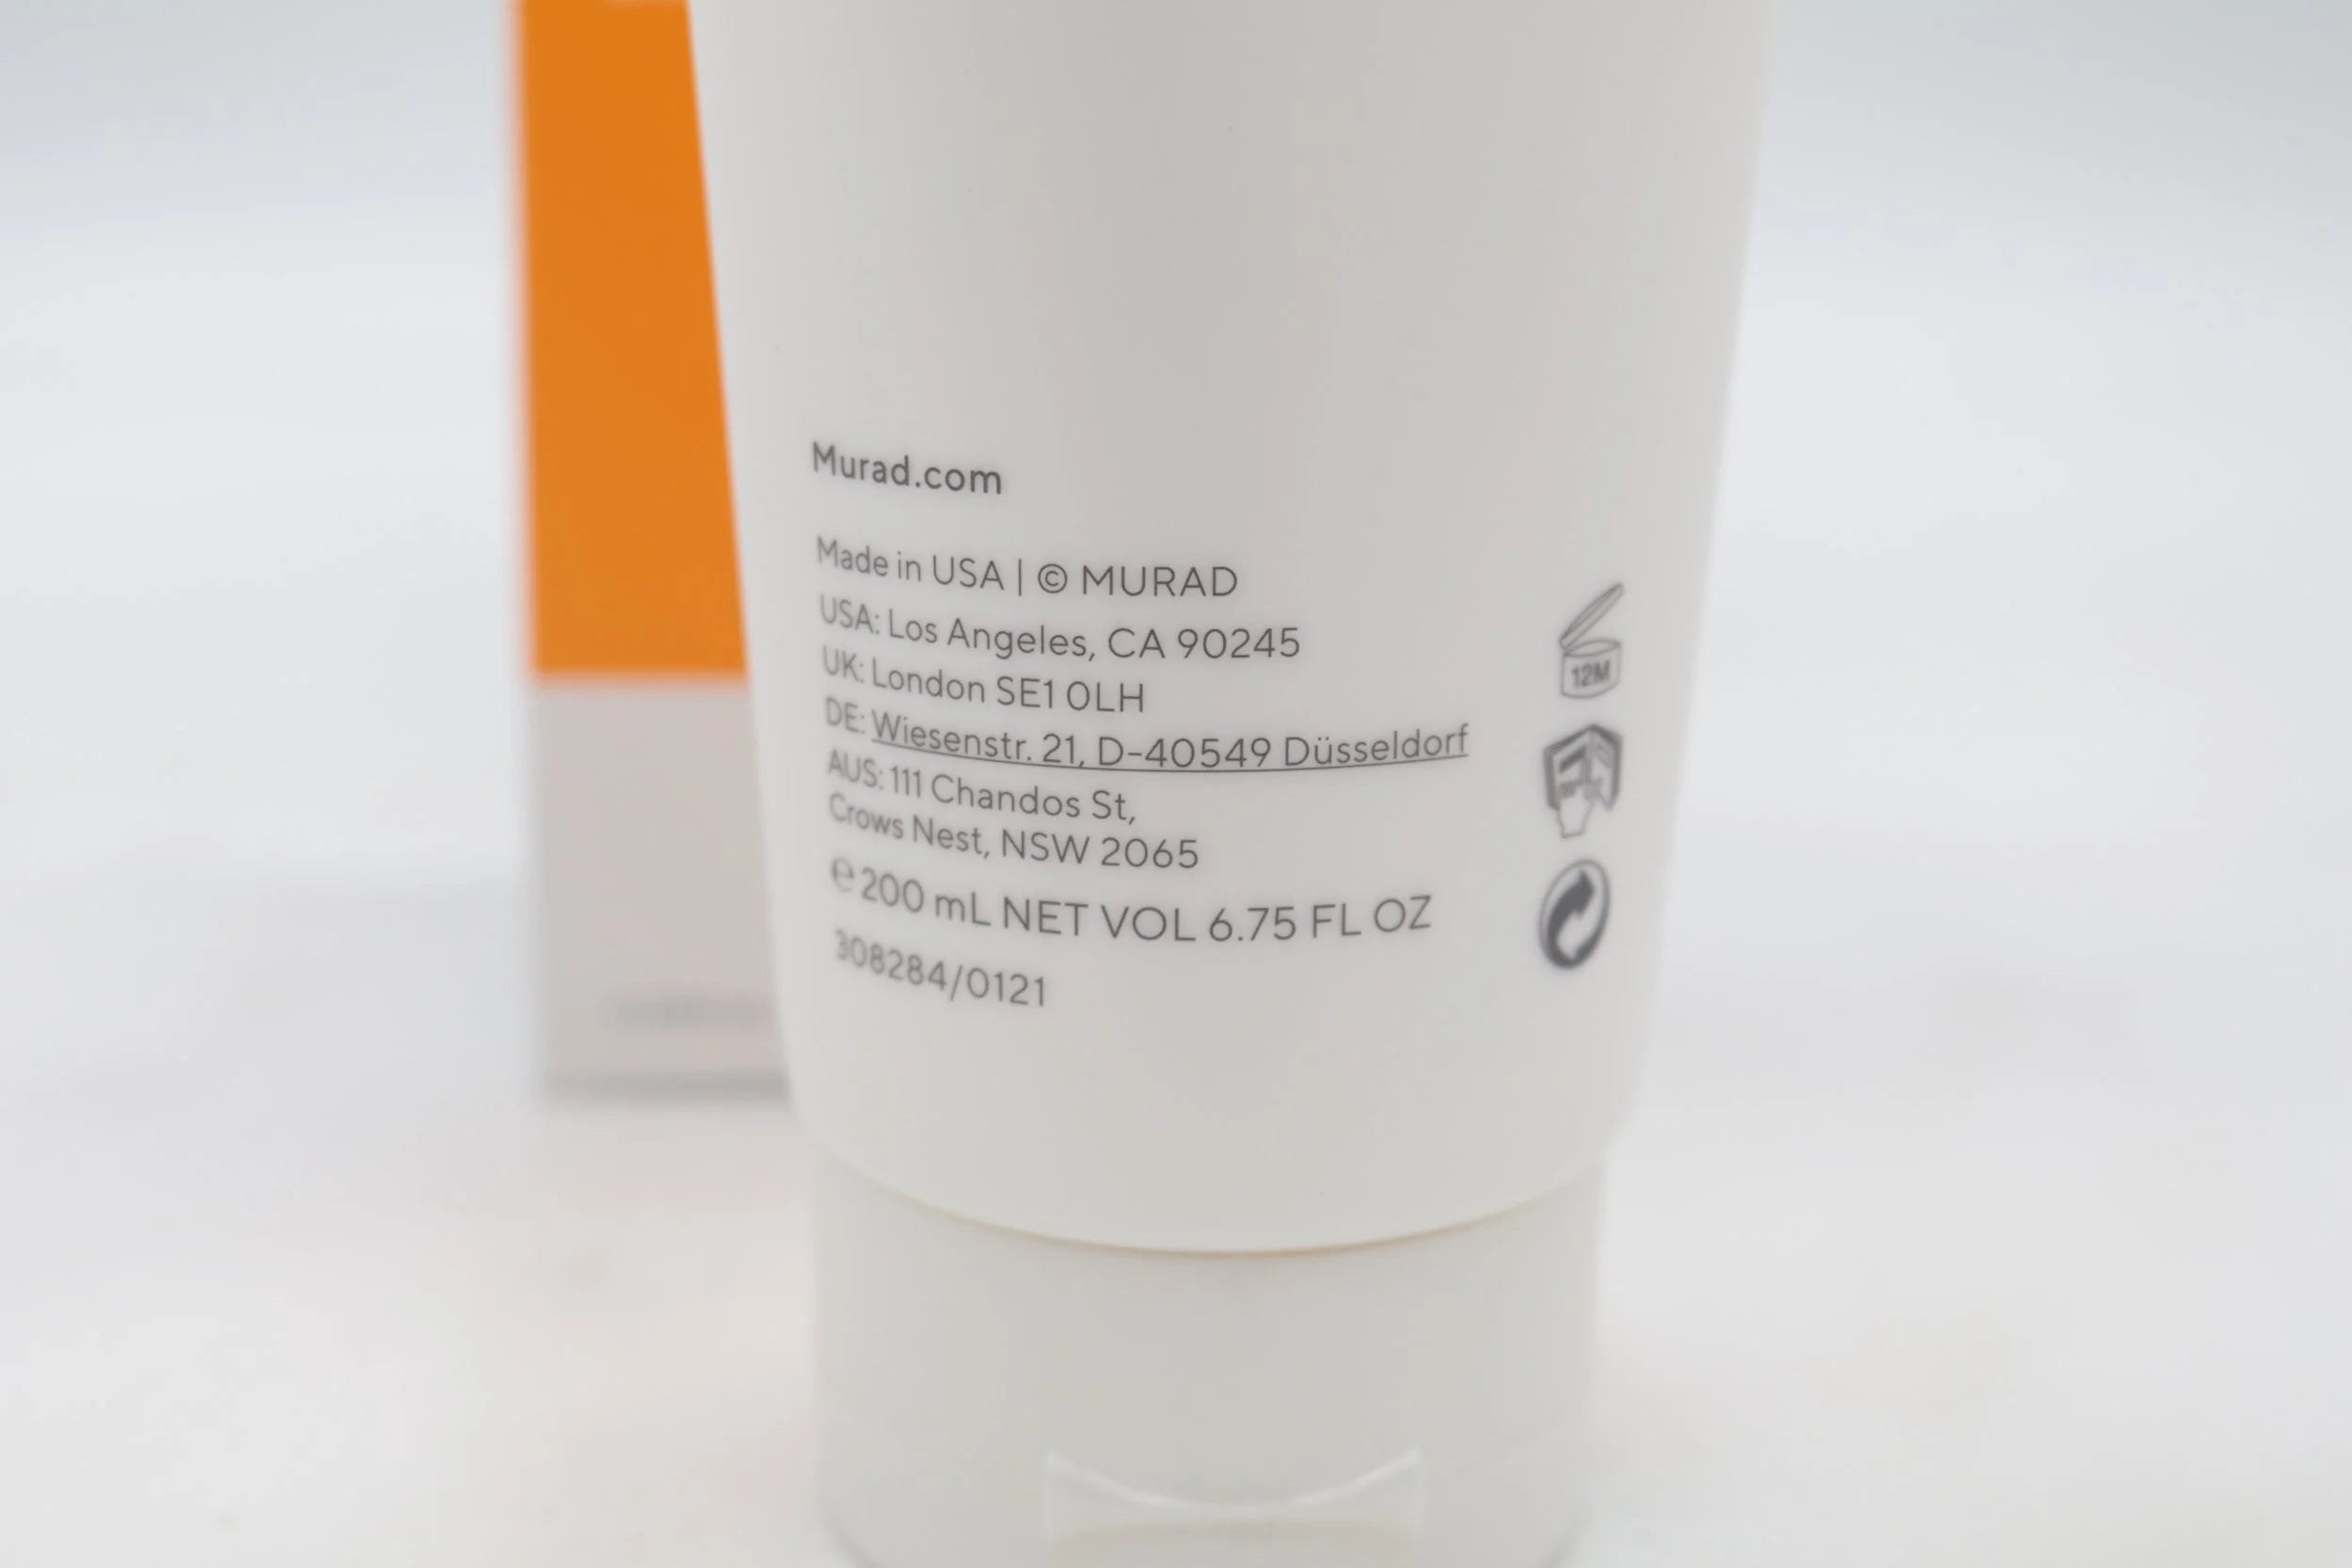 Murad.com
Made in USA | © MURAD
USA: Los Angeles, CA 90245
UK: London SE1 0LH
DE: Wiesenstr. 21, D-40549 Düsseldorf
AUS: 111 Chandos St,
Crows Nest, NSW 2065
℮ 200 mL NET VOL 6.75 FL OZ
308284/0121
12M